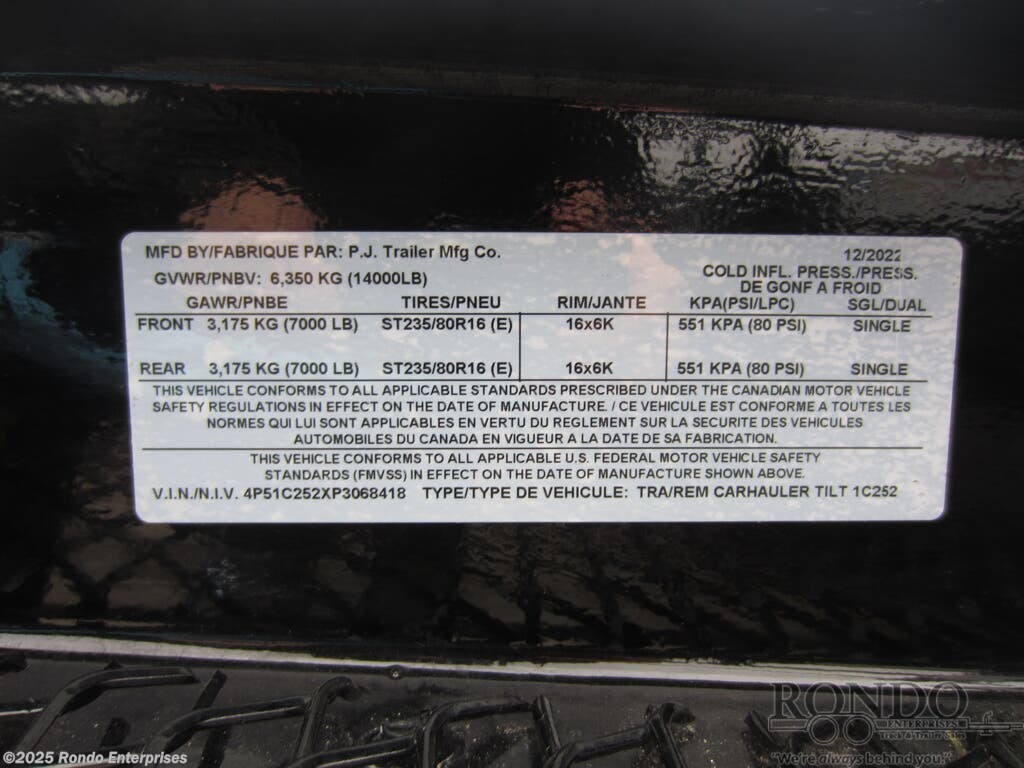 MFD BY/FABRIQUE PAR: P.J. Trailer Mfg Co. 12/2022
GVWR/PNBV: 6,350 KG (14000LB) COLD INFL. PRESS./PRESS.
DE GONF A FROID
GAWR/PNBE TIRES/PNEU RIM/JANTE KPA(PSI/LPC) SGL/DUAL
FRONT 3,175 KG (7000 LB) ST235/80R16 (E) 16x6K 551 KPA (80 PSI) SINGLE
REAR 3,175 KG (7000 LB) ST235/80R16 (E) 16x6K 551 KPA (80 PSI) SINGLE
THIS VEHICLE CONFORMS TO ALL APPLICABLE STANDARDS PRESCRIBED UNDER THE CANADIAN MOTOR VEHICLE
SAFETY REGULATIONS IN EFFECT ON THE DATE OF MANUFACTURE. / CE VEHICULE EST CONFORME A TOUTES LES
NORMES QUI LUI SONT APPLICABLES EN VERTU DU REGLEMENT SUR LA SECURITE DES VEHICULES
AUTOMOBILES DU CANADA EN VIGUEUR A LA DATE DE SA FABRICATION.
THIS VEHICLE CONFORMS TO ALL APPLICABLE U.S. FEDERAL MOTOR VEHICLE SAFETY
STANDARDS (FMVSS) IN EFFECT ON THE DATE OF MANUFACTURE SHOWN ABOVE.
V.I.N./N.I.V. 4P51C252XP3068418 TYPE/TYPE DE VEHICULE: TRA/REM CARHAULER TILT 1C252
RONDO
ENTERPRISES
Truck & Trailer Sales
"We're always behind you."
©2025 Rondo Enterprises